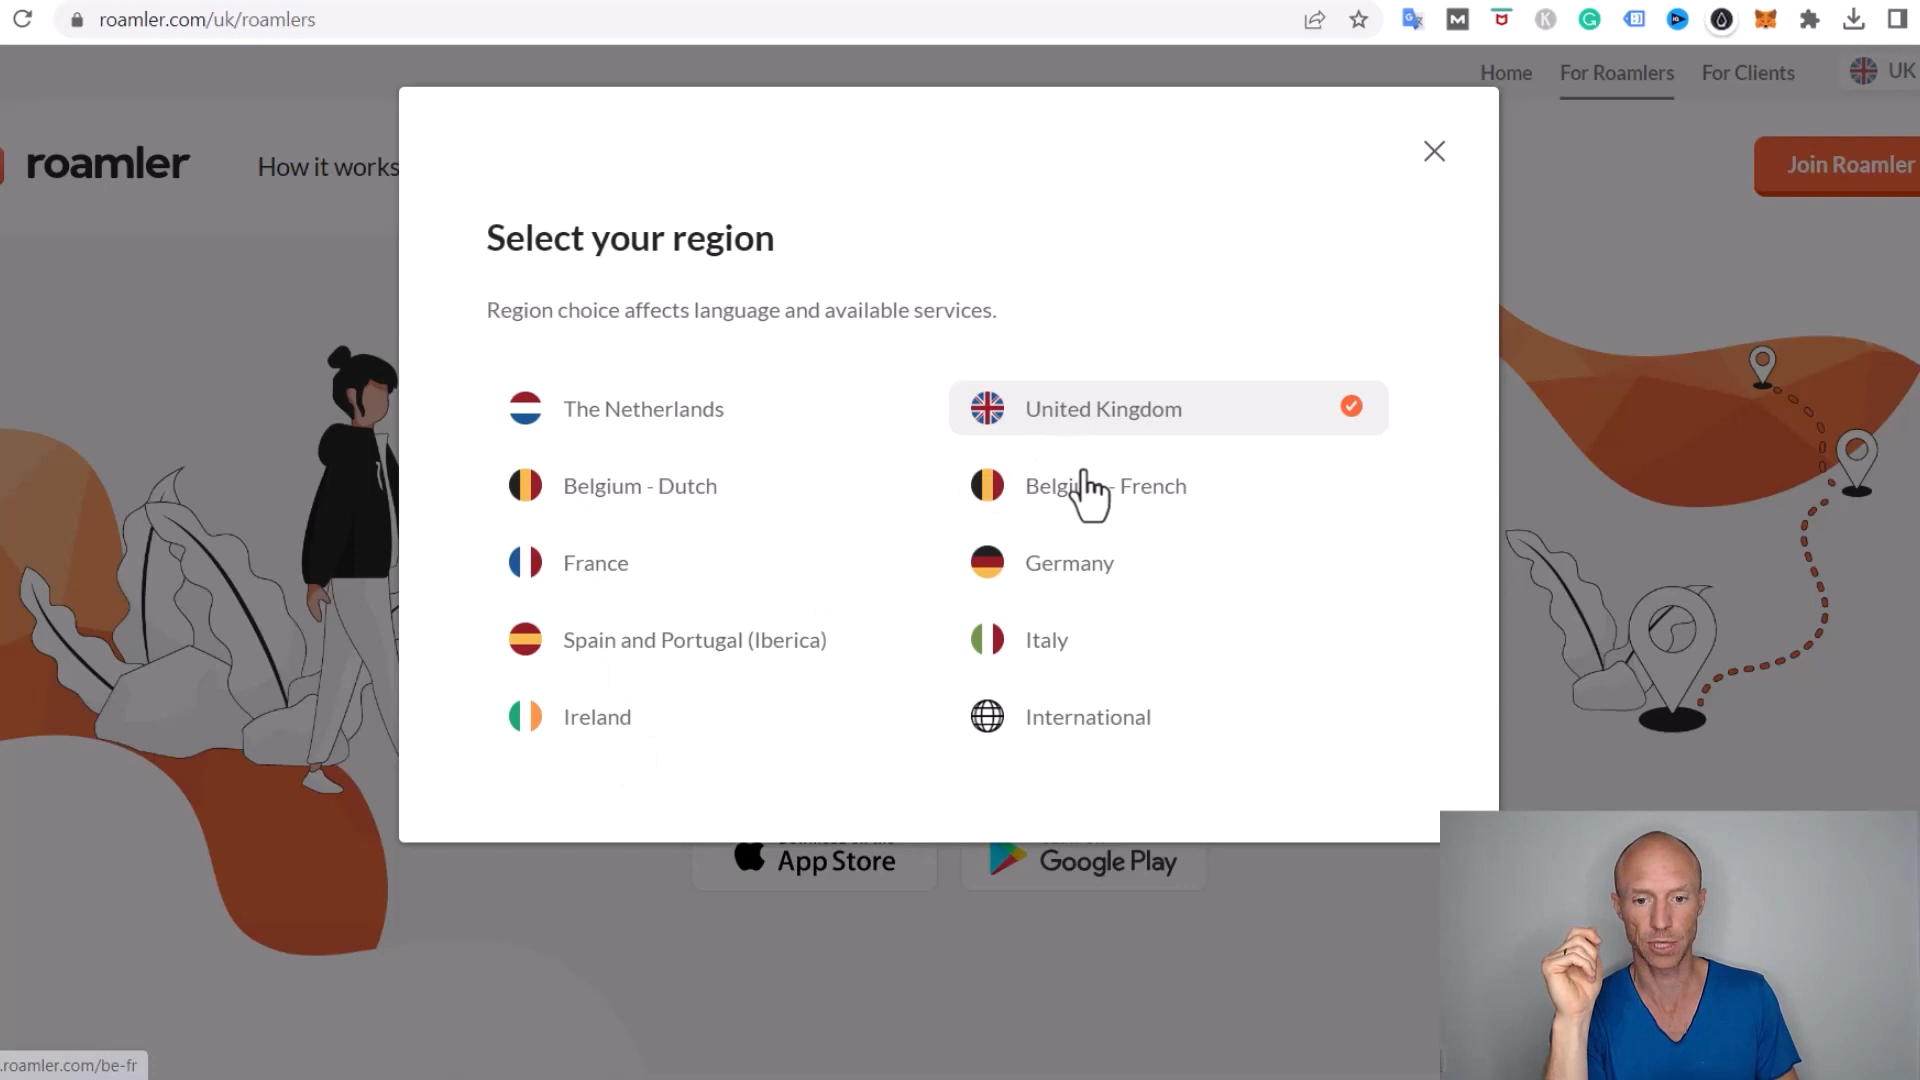 roamler.com/uk/roamlers
Home
For Roamlers
For Clients
UK
roamler
How it works
Join Roamler
Select your region
Region choice affects language and available services.
The Netherlands
United Kingdom
Belgium - Dutch
- French
France
Germany
Spain and Portugal (Iberica)
Italy
Ireland
International
App Store
Google Play
.roamler.com/be-fr